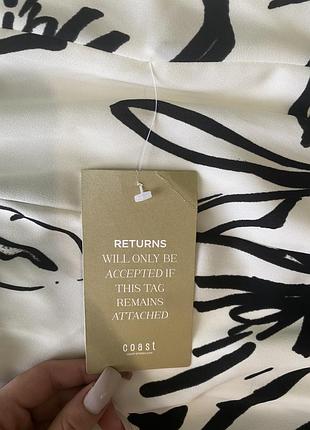 RETURNS
WILL ONLY BE
ACCEPTED IF
THIS TAG
REMAINS
ATTACHED
coast